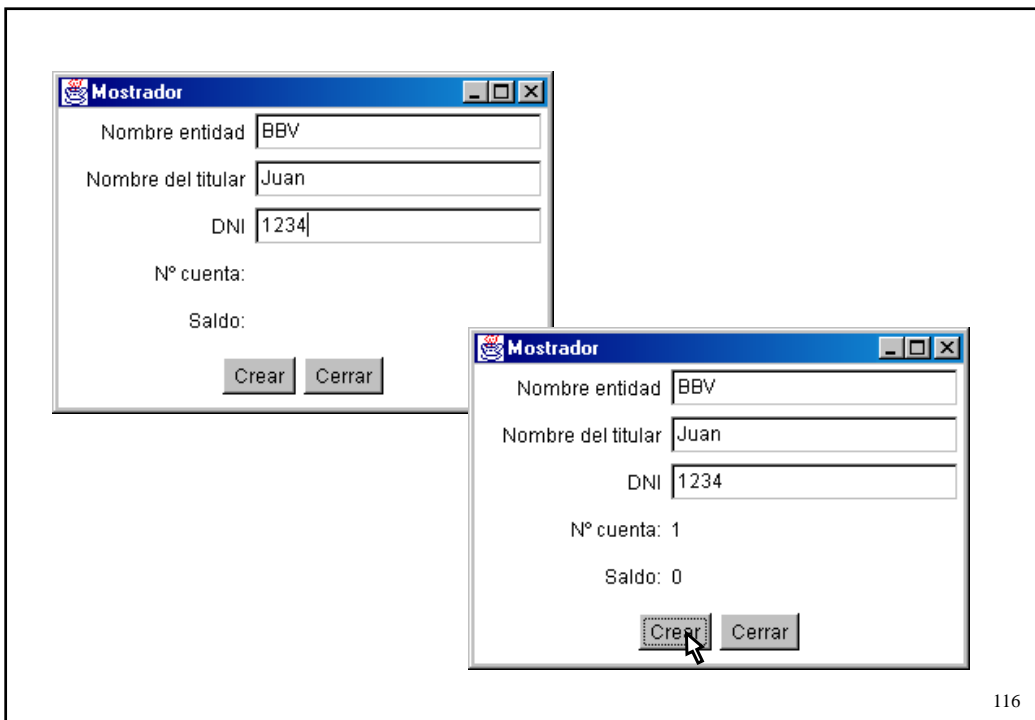 Mostrador
Nombre entidad BBV
Nombre del titular Juan
DNI 1234
Nº cuenta:
Saldo:
Crear Cerrar
Mostrador
Nombre entidad BBV
Nombre del titular Juan
DNI 1234
Nº cuenta: 1
Saldo: 0
Crear Cerrar
116